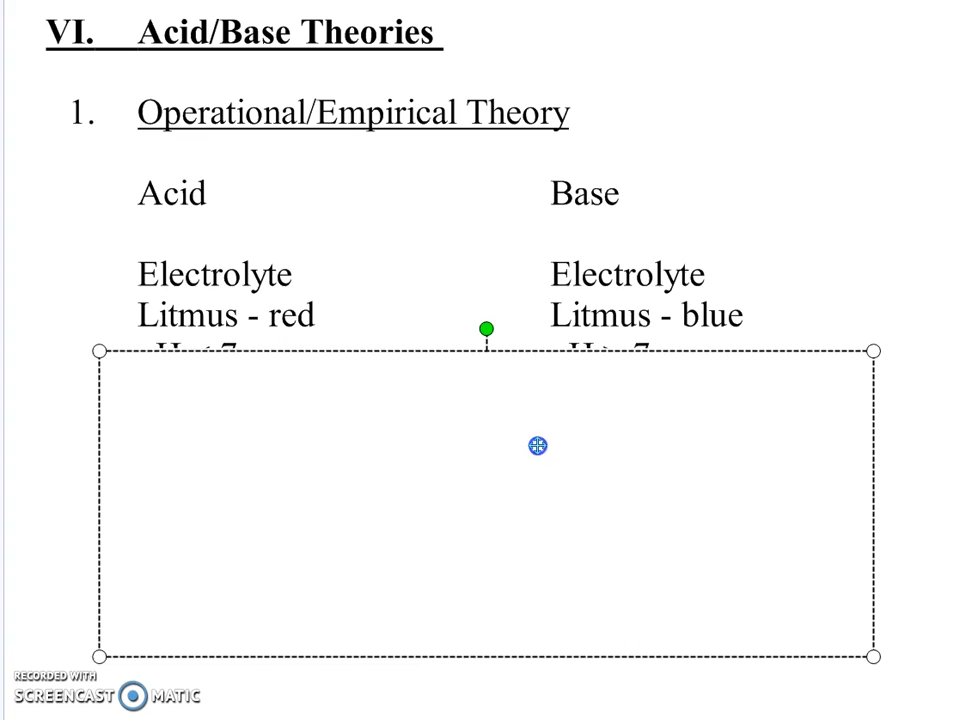 VI. Acid/Base Theories
1. Operational/Empirical Theory
Acid Base
Electrolyte Electrolyte
Litmus - red Litmus - blue
RECORDED WITH
SCREENCAST MATIC